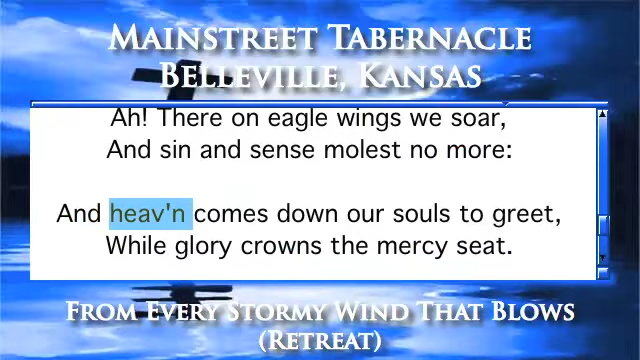 Mainstreet Tabernacle
Belleville, Kansas
Ah! There on eagle wings we soar,
And sin and sense molest no more:
And heav'n comes down our souls to greet,
While glory crowns the mercy seat.
From Every Stormy Wind That Blows
(Retreat)